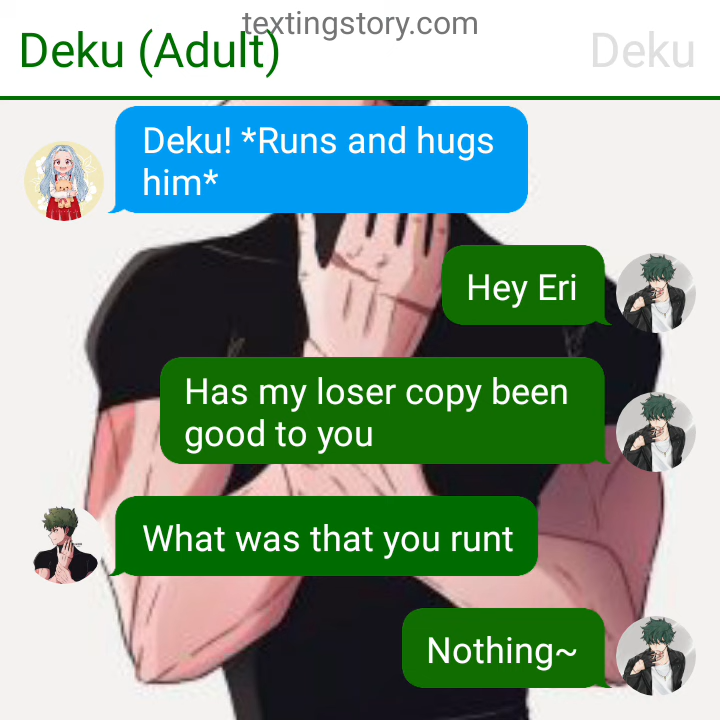 textingstory.com
Deku (Adult)
Deku
Deku! *Runs and hugs
him*
Hey Eri
Has my loser copy been
good to you
What was that you runt
Nothing~